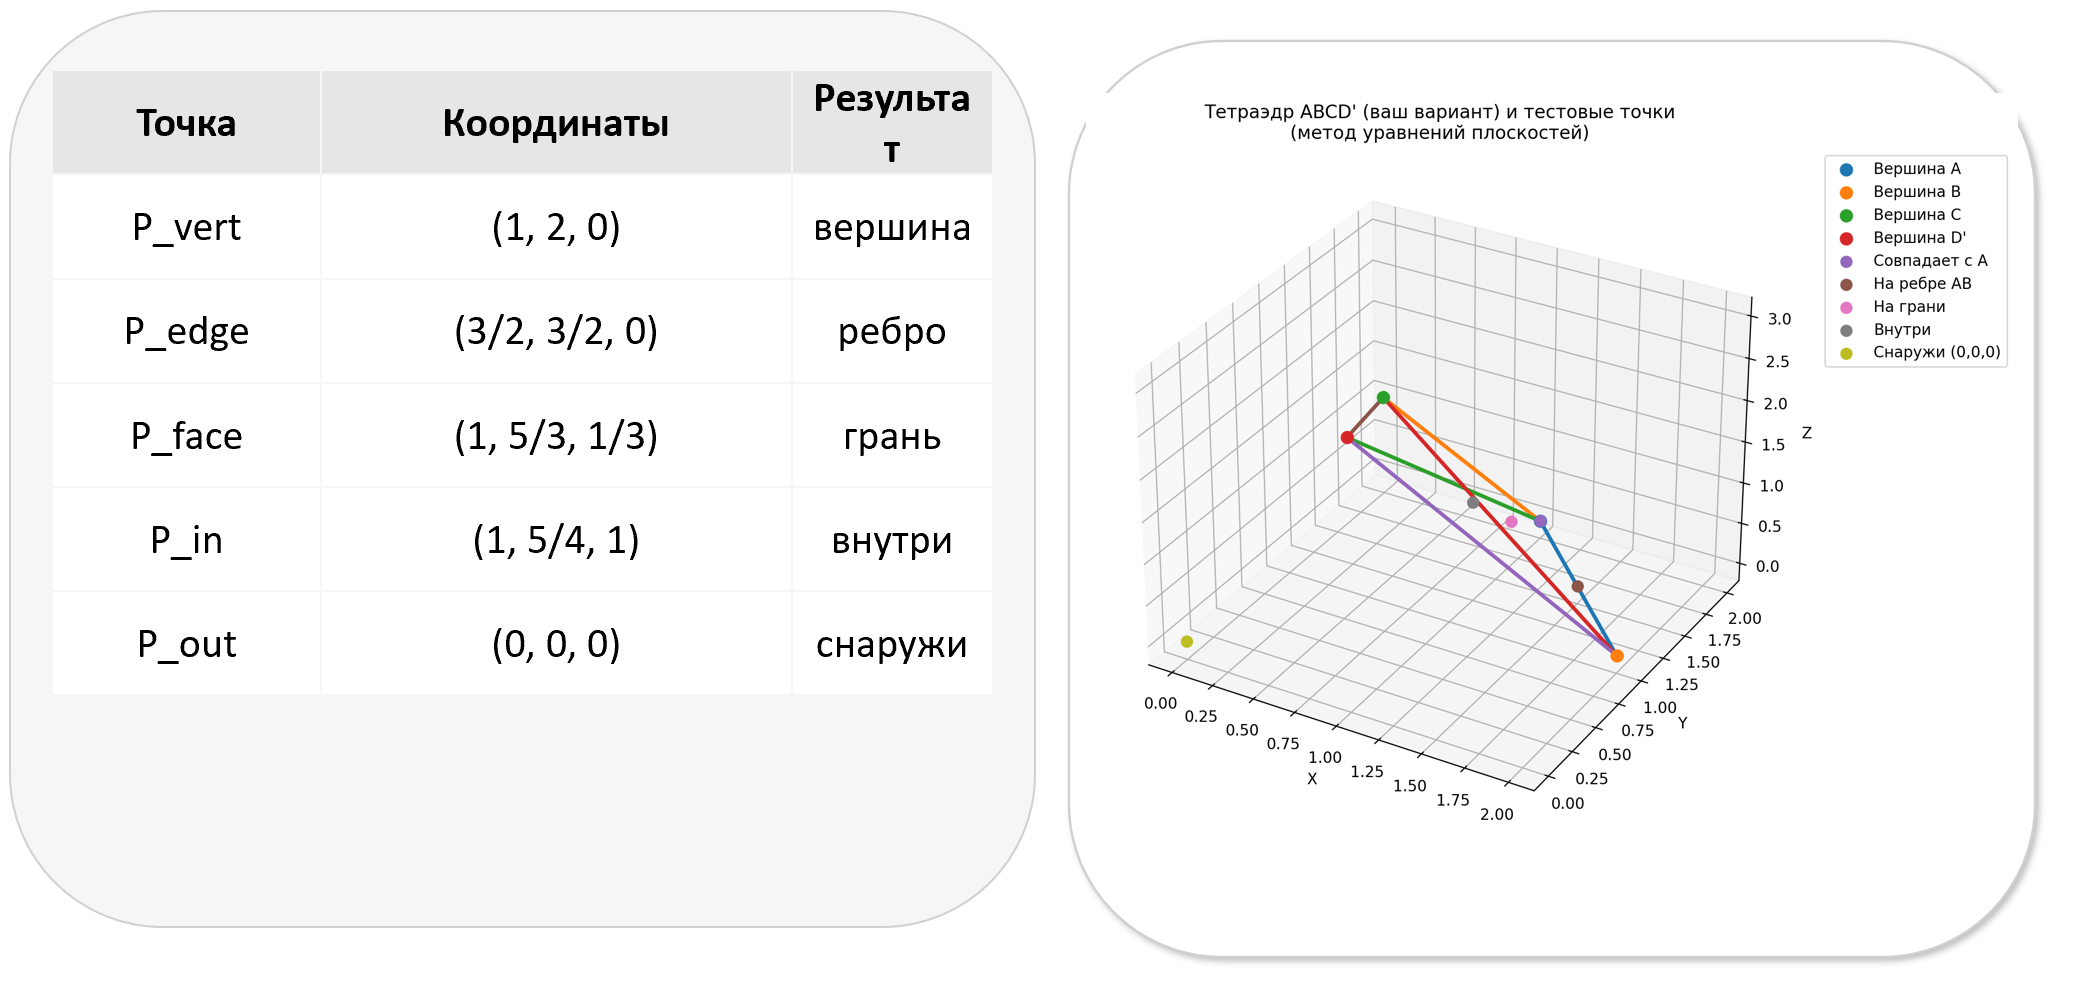 Точка Координаты Результа
т
P_vert (1, 2, 0) вершина
P_edge (3/2, 3/2, 0) ребро
P_face (1, 5/3, 1/3) грань
P_in (1, 5/4, 1) внутри
P_out (0, 0, 0) снаружи
Тетраэдр ABCD' (ваш вариант) и тестовые точки
(метод уравнений плоскостей)
Вершина A
Вершина B
Вершина C
Вершина D'
Совпадает с A
На ребре AB
На грани
Внутри
Снаружи (0,0,0)
3.0
2.5
2.0
1.5
1.0
0.5
0.0
Z
2.00
1.75
1.50
1.25
1.00
0.75
0.50
0.25
0.00
Y
0.00
0.25
0.50
0.75
1.00
1.25
1.50
1.75
2.00
X